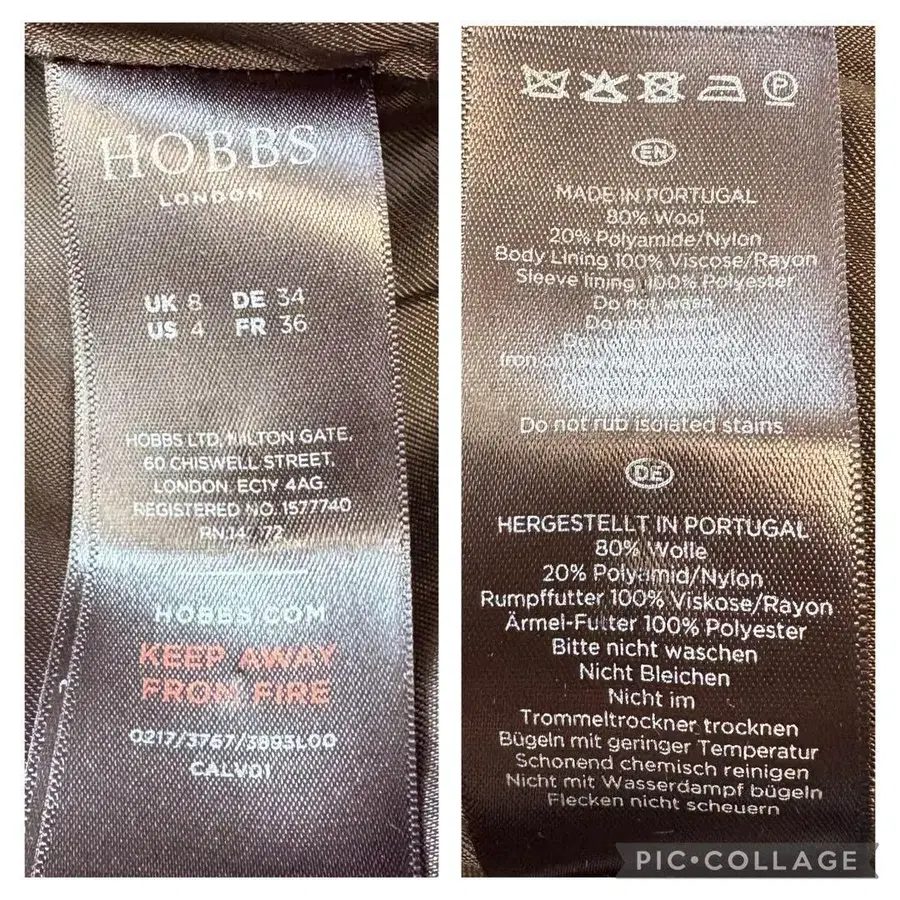 HOBBS
LONDON
UK 8 DE 34
US 4 FR 36
HOBBS LTD, MILTON GATE,
60 CHISWELL STREET,
LONDON. EC1Y 4AG.
REGISTERED NO. 1577740
HOBBS.COM
KEEP AWAY
FROM FIRE
0217/3767/3893L00
CALV01
P
EN
MADE IN PORTUGAL
80% Wool
20% Polyamide/Nylon
Body Lining 100% Viscose/Rayon
Sleeve lining 100% Polyester
Do not wash
Do not
Do not rub isolated stains
DE
HERGESTELLT IN PORTUGAL
80% Wolle
20% Polyamid/Nylon
Rumpffutter 100% Viskose/Rayon
Ärmel-Futter 100% Polyester
Bitte nicht waschen
Nicht Bleichen
Nicht im
Trommeltrockner trocknen
Bügeln mit geringer Temperatur
Schonend chemisch reinigen
Nicht mit Wasserdampf bügeln
Flecken nicht scheuern
PIC•COLLAGE